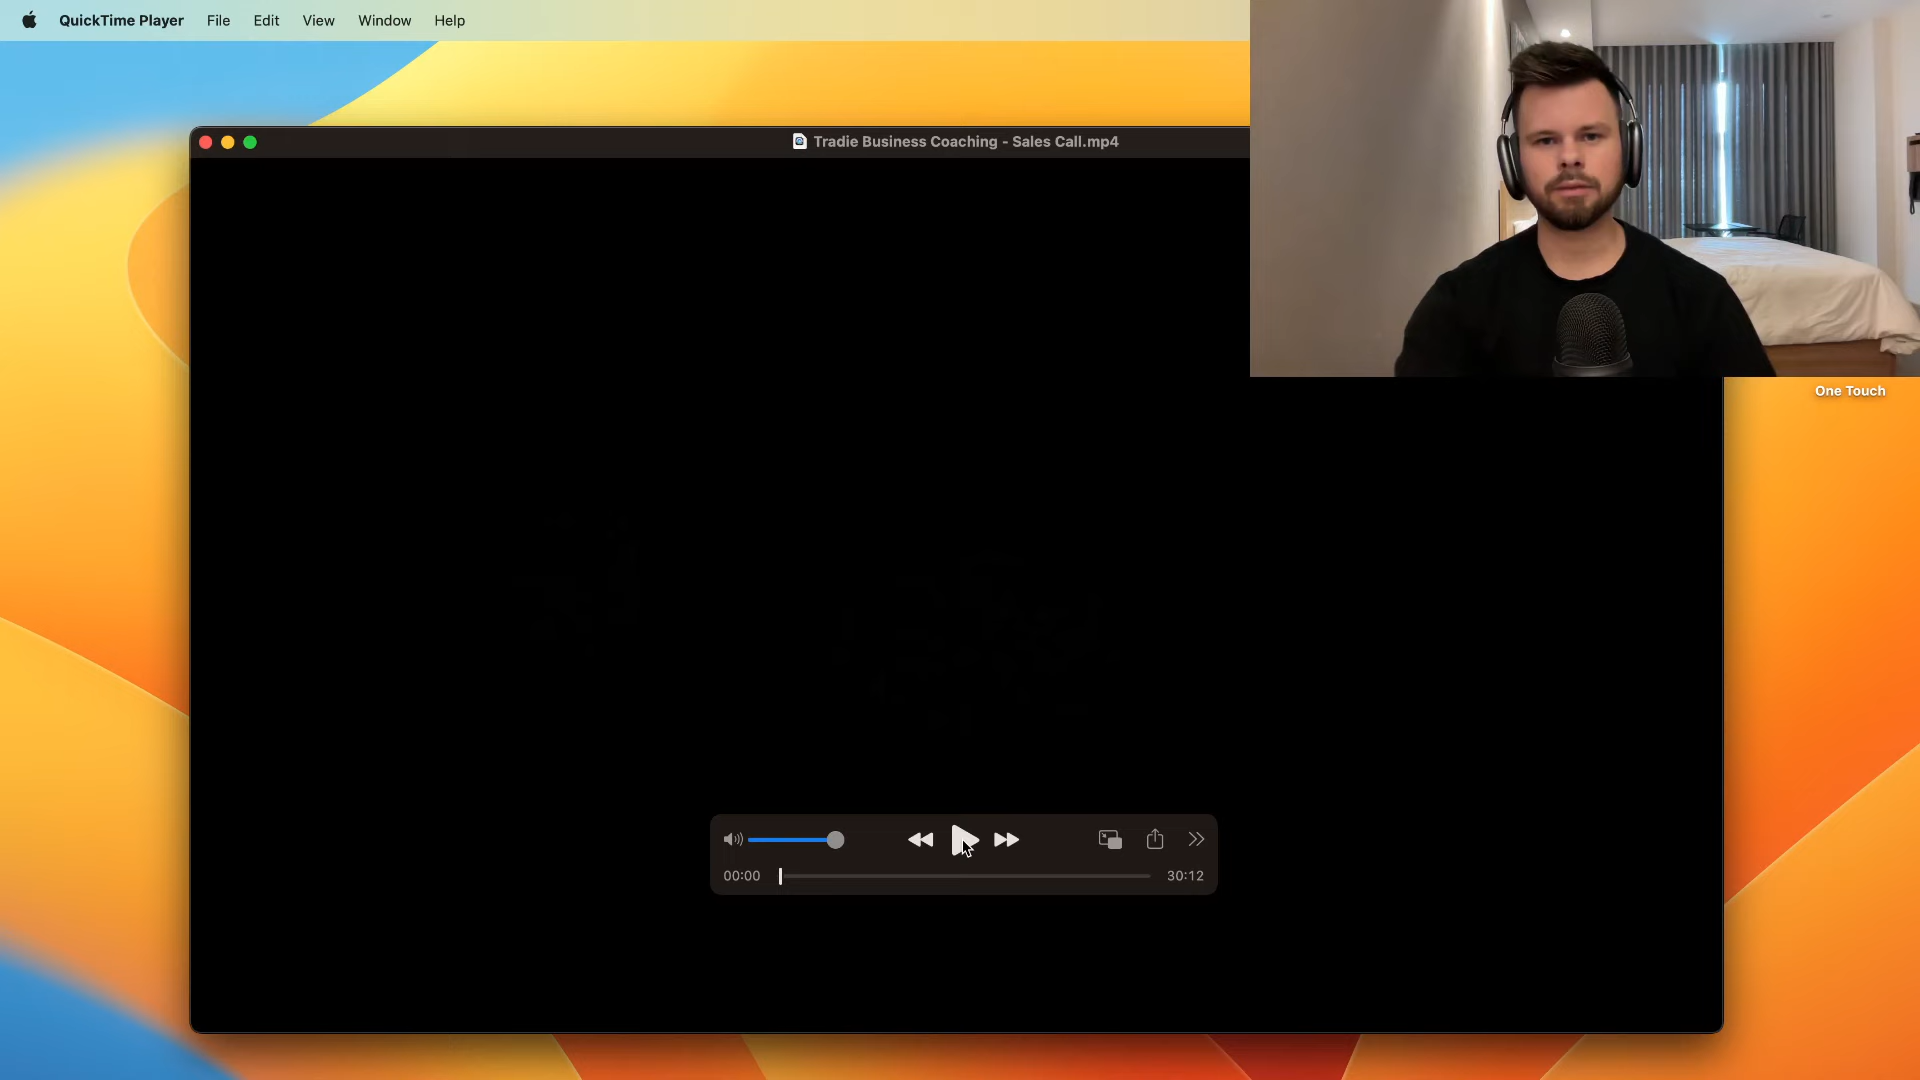 QuickTime Player File Edit View Window Help
Tradie Business Coaching - Sales Call.mp4
One Touch
00:00 30:12